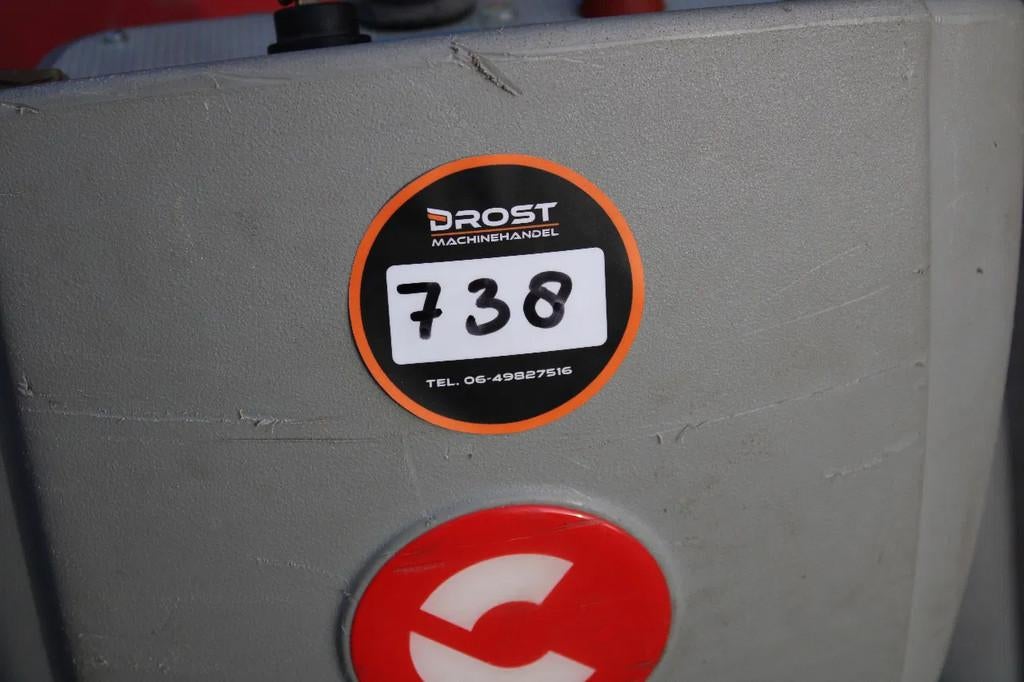 DROST
MACHINEHANDEL
738
TEL. 06-49827516